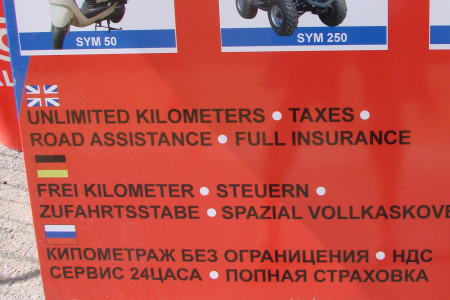 SYM 50
SYM 250
UNLIMITED KILOMETERS • TAXES •
ROAD ASSISTANCE • FULL INSURANCE
FREI KILOMETER • STEUERN •
ZUFAHRTSSTABE • SPAZIAL VOLLKASKOVE
КИПОМЕТРАЖ БЕЗ ОГРАНИЦЕНИЯ • НДС
СЕРВИС 24ЧАСА • ПОПНАЯ СТРАХОВКА